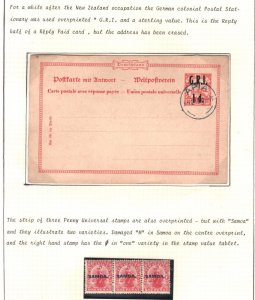 For a while after the New Zealand occupation the German colonial Postal Stat-
ionery was used overprinted " G.R.I. and a sterling value. This is the Reply
half of a Reply Paid card , but the address has been erased.
Deutschland
Postkarte mit Antwort - Weltpostverein
Carte postale avec réponse payée - Union postale universelle
G.R.I.
1 d.
The strip of three Penny Universal stamps are also overprinted - but with "Samoa"
and they illustrate two varieties. Damaged "M" in Samoa on the centre overprint,
and the right hand stamp has the in "one" variety in the stamp value tablet.
SAMOA. SAMOA. SAMOA.